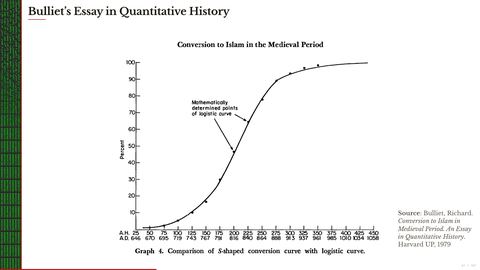 Bulliet's Essay in Quantitative History
Conversion to Islam in the Medieval Period
100
90
80
70
60
50
40
30
20
10
Percent
Mathematically
determined points
of logistic curve
A.H. 25 50 75 100 125 150 175 200 225 250 275 300 325 350 375 400 425 450
A.D. 646 670 695 719 743 767 791 816 840 864 888 913 937 961 985 1010 1034 1058
Graph 4. Comparison of S-shaped conversion curve with logistic curve.
Source: Bulliet, Richard.
Conversion to Islam in
Medieval Period. An Essay
in Quantitative History.
Harvard UP, 1979